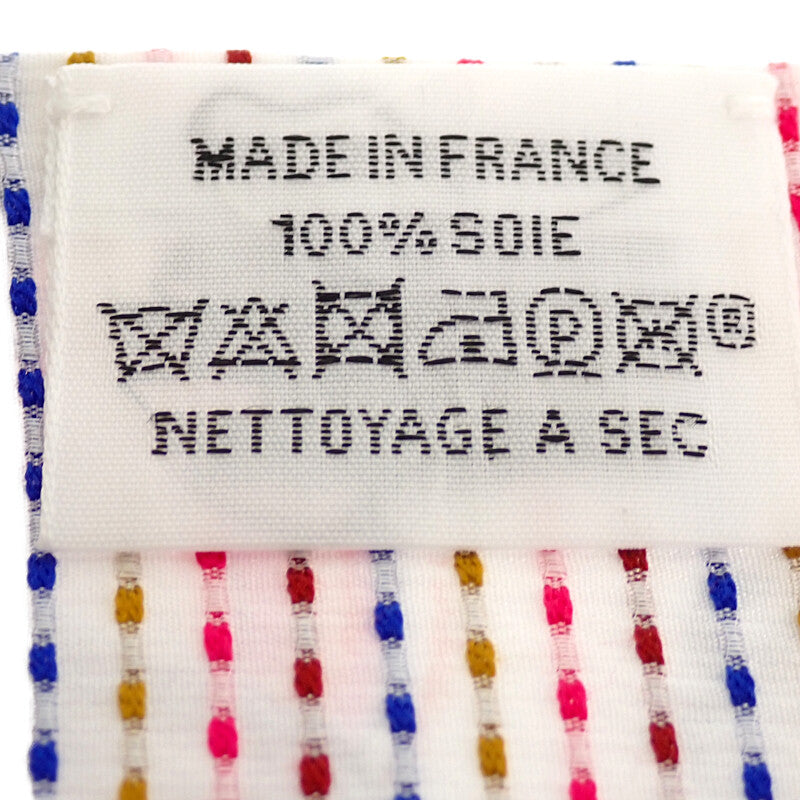 MADE IN FRANCE
100% SOIE
P ®
NETTOYAGE A SEC